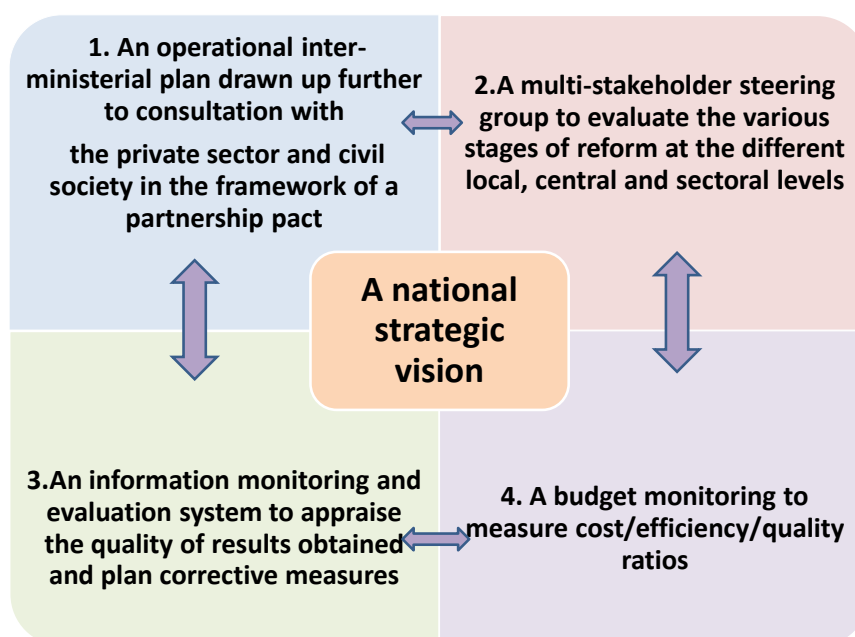 1. An operational inter-
ministerial plan drawn up further
to consultation with
the private sector and civil
society in the framework of a
partnership pact
2.A multi-stakeholder steering
group to evaluate the various
stages of reform at the different
local, central and sectoral levels
A national
strategic
vision
3.An information monitoring and
evaluation system to appraise
the quality of results obtained
and plan corrective measures
4. A budget monitoring to
measure cost/efficiency/quality
ratios